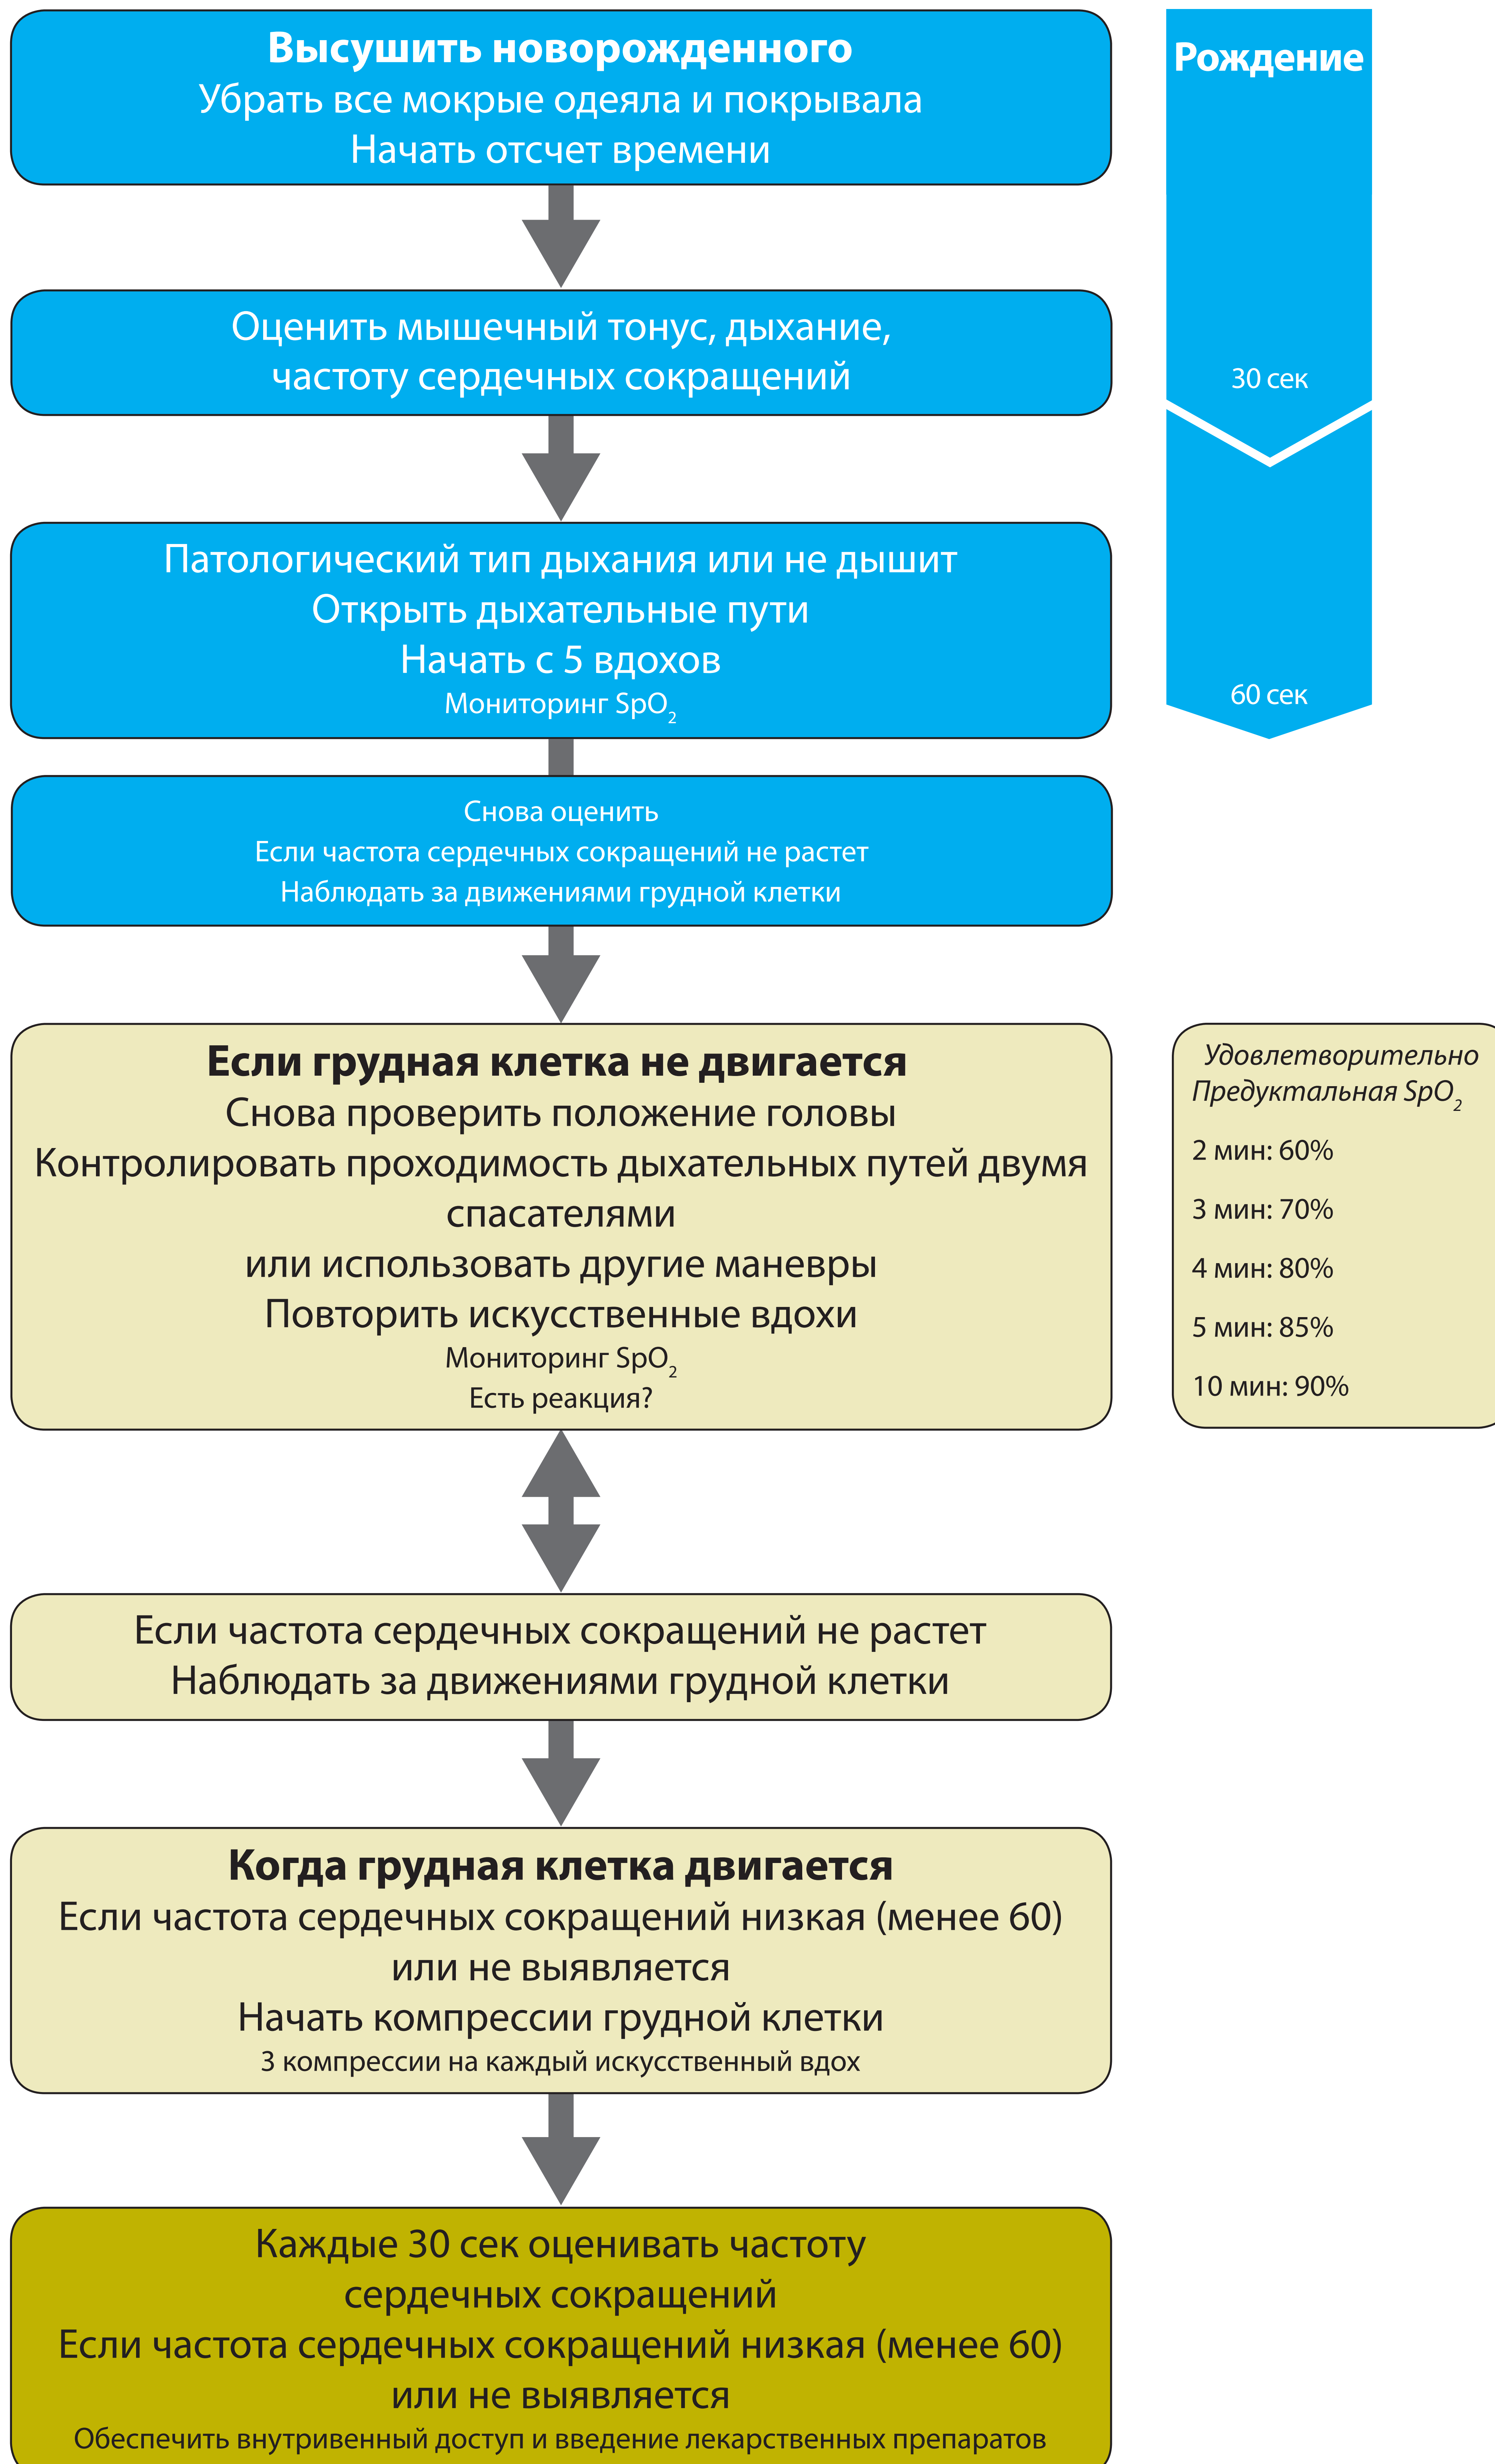 Высушить новорожденного
Убрать все мокрые одеяла и покрывала
Начать отсчет времени
Рождение
Оценить мышечный тонус, дыхание,
частоту сердечных сокращений
30 сек
Патологический тип дыхания или не дышит
Открыть дыхательные пути
Начать с 5 вдохов
Мониторинг SpO2
60 сек
Снова оценить
Если частота сердечных сокращений не растет
Наблюдать за движениями грудной клетки
Если грудная клетка не двигается
Снова проверить положение головы
Контролировать проходимость дыхательных путей двумя
спасателями
или использовать другие маневры
Повторить искусственные вдохи
Мониторинг SpO2
Есть реакция?
Удовлетворительно
Предуктальная SpO2
2 мин: 60%
3 мин: 70%
4 мин: 80%
5 мин: 85%
10 мин: 90%
Если частота сердечных сокращений не растет
Наблюдать за движениями грудной клетки
Когда грудная клетка двигается
Если частота сердечных сокращений низкая (менее 60)
или не выявляется
Начать компрессии грудной клетки
3 компрессии на каждый искусственный вдох
Каждые 30 сек оценивать частоту
сердечных сокращений
Если частота сердечных сокращений низкая (менее 60)
или не выявляется
Обеспечить внутривенный доступ и введение лекарственных препаратов